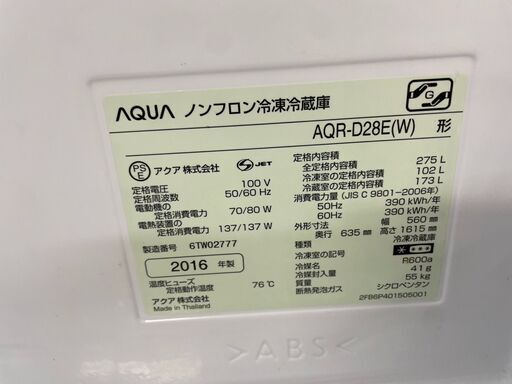 AQUA ノンフロン冷凍冷蔵庫
G
AQR-D28E(W) 形
PS E アクア 株式会社 S JET
定格電圧 100 V
定格周波数 50/60 Hz
電動機の
定格消費電力 70/80 W
電熱装置の
定格消費電力 137/137 W
製造番号 6TW02777
2016 年製
温度ヒューズ
定格動作温度 76℃
アクア 株式会社
Made in Thailand
定格内容積
全定格内容積 275 L
冷凍室の定格内容積 102 L
冷蔵室の定格内容積 173 L
消費電力量 (JIS C 9801-2006年)
50Hz 390 kWh/年
60Hz 390 kWh/年
外形寸法 幅 560 mm
奥行 635 mm 高さ 1615 mm
種類 冷凍冷蔵庫
冷凍室の記号
冷媒名 R600a
冷媒封入量 41 g
質量 55 kg
断熱発泡ガス シクロペンタン
2FB6P401505001
>ABS<